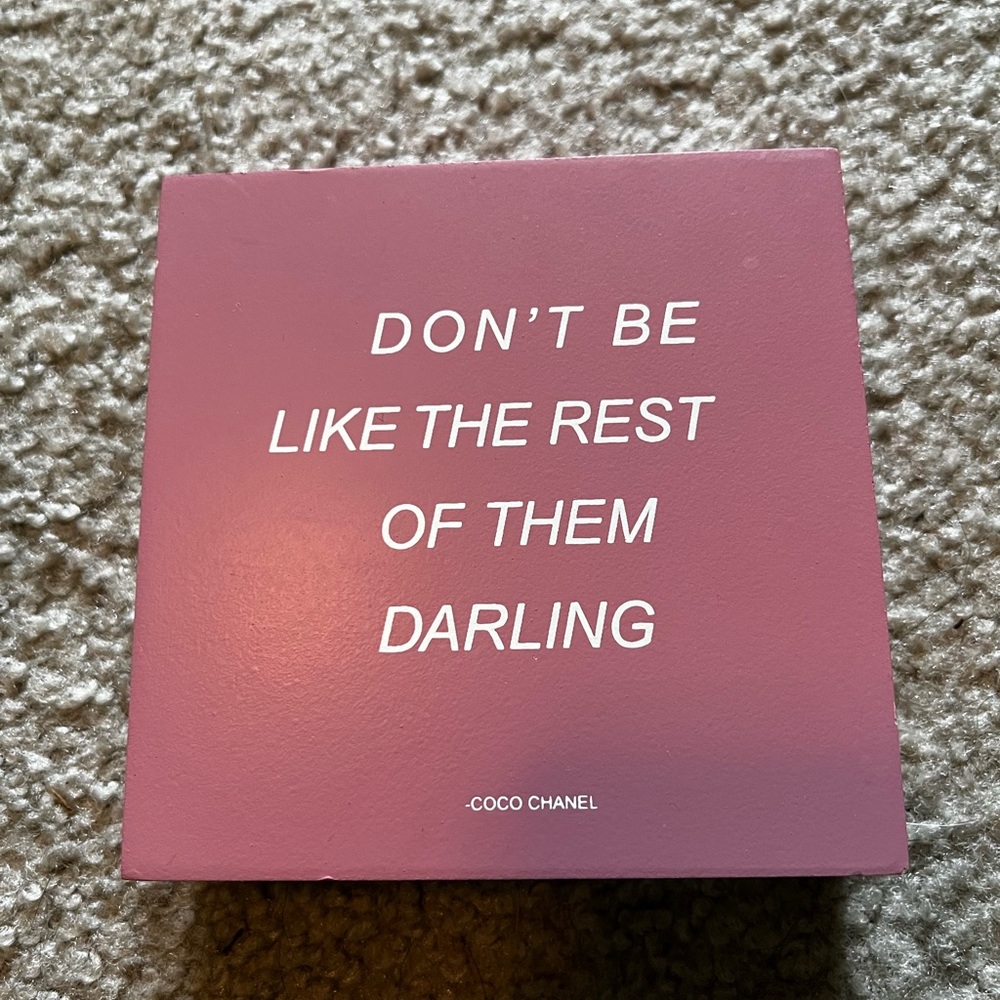 DON'T BE
LIKE THE REST
OF THEM
DARLING
-COCO CHANEL